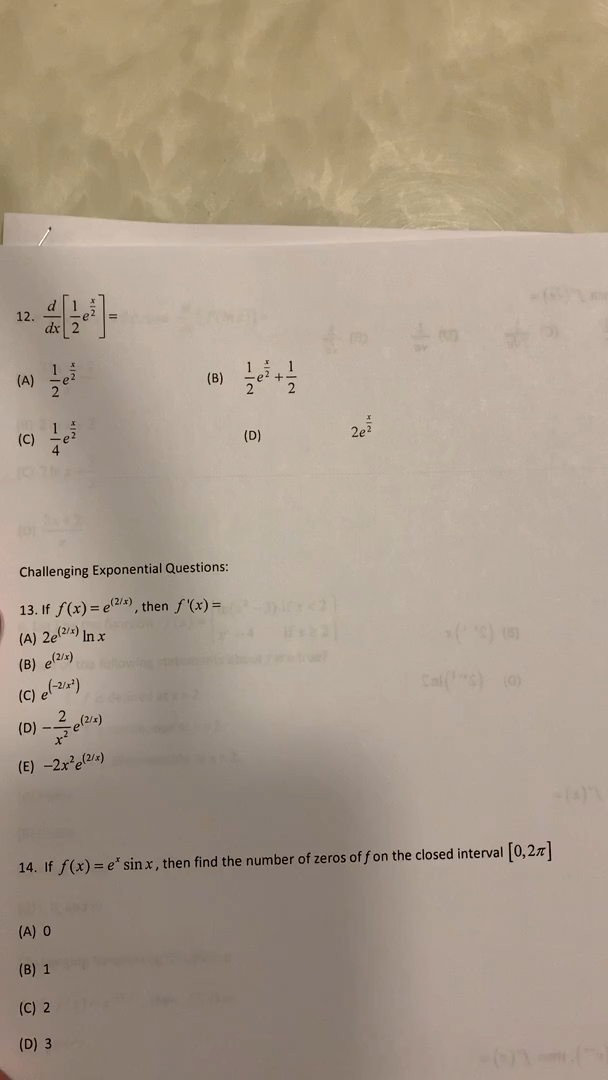 12. d/dx[1/2 e^(x/2)] =
(A) 1/2 e^(x/2) (B) 1/2 e^(x/2) + 1/2
(C) 1/4 e^(x/2) (D) 2e^(x/2)
Challenging Exponential Questions:
13. If f(x) = e^(2/x), then f'(x) =
(A) 2e^(2/x) ln x
(B) e^(2/x)
(C) e^(-2/x²)
(D) -2/x² e^(2/x)
(E) -2x²e^(2/x)
14. If f(x) = e^x sin x, then find the number of zeros of f on the closed interval [0,2π]
(A) 0
(B) 1
(C) 2
(D) 3